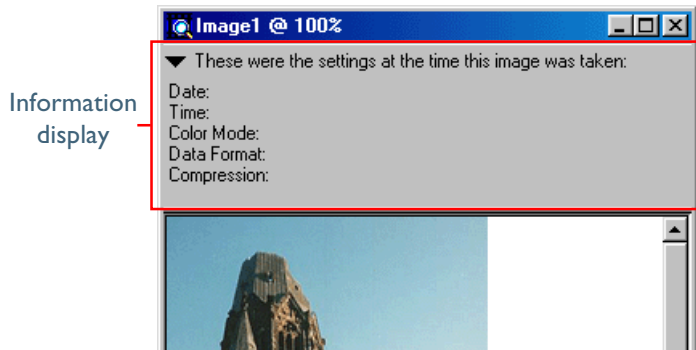 Image1 @ 100%
These were the settings at the time this image was taken:
Information
display
Date:
Time:
Color Mode:
Data Format:
Compression: